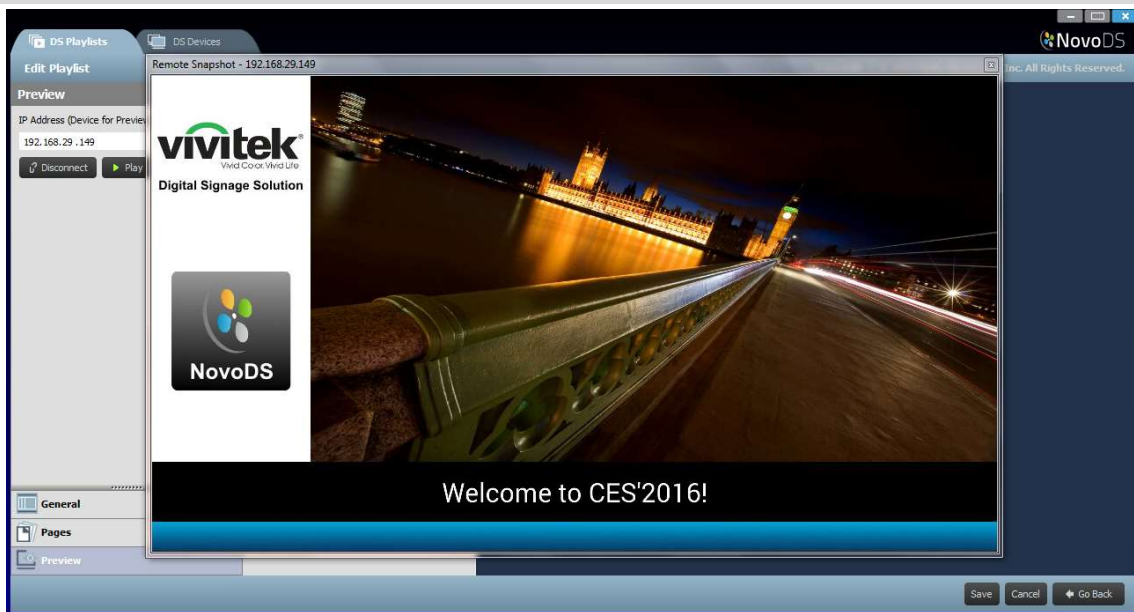 DS Playlists
DS Devices
NovoDS
Edit Playlist
Remote Snapshot - 192.168.29.149
Inc. All Rights Reserved.
Preview
IP Address (Device for Preview
192.168.29 .149
Disconnect
Play
vivitek®
Vivid Color. Vivid Life
Digital Signage Solution
NovoDS
Welcome to CES'2016!
General
Pages
Preview
Save
Cancel
Go Back